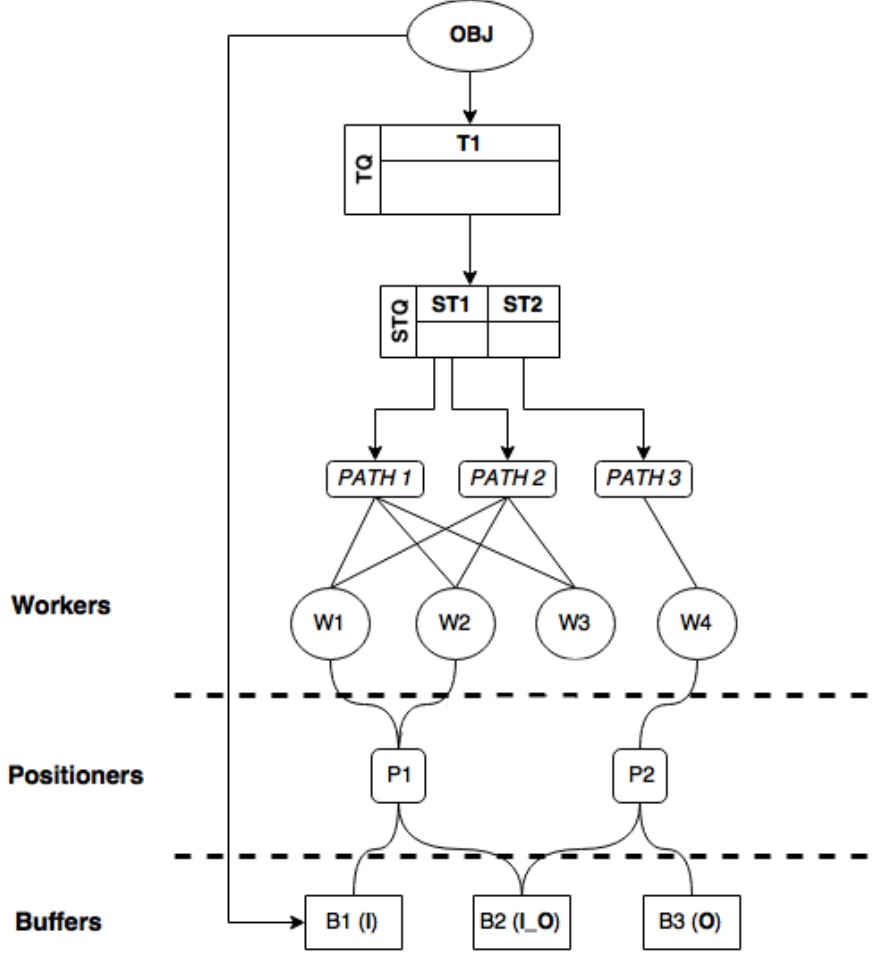 OBJ
T1
TQ
ST1 ST2
STQ
PATH 1 PATH 2 PATH 3
Workers W1 W2 W3 W4
Positioners P1 P2
Buffers B1 (I) B2 (I_O) B3 (O)